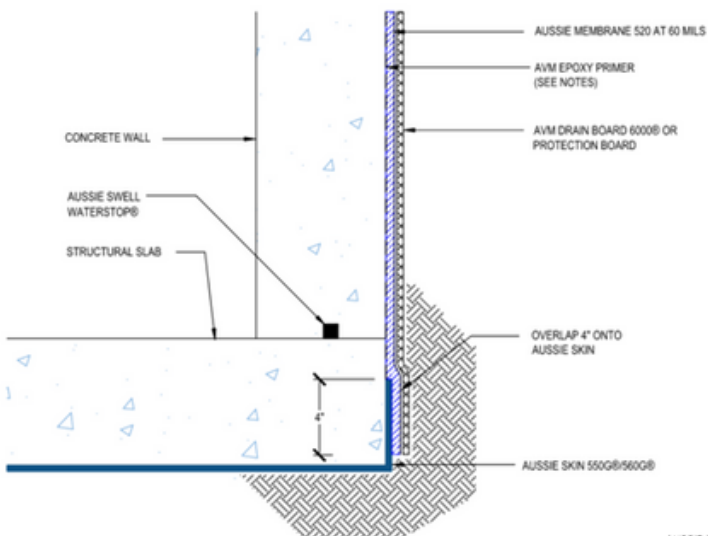 AUSSIE MEMBRANE 520 AT 60 MILS
AVM EPOXY PRIMER
(SEE NOTES)
CONCRETE WALL
AVM DRAIN BOARD 6000® OR
PROTECTION BOARD
AUSSIE SWELL
WATERSTOP®
STRUCTURAL SLAB
OVERLAP 4" ONTO
AUSSIE SKIN
4"
AUSSIE SKIN 550G®/560G®